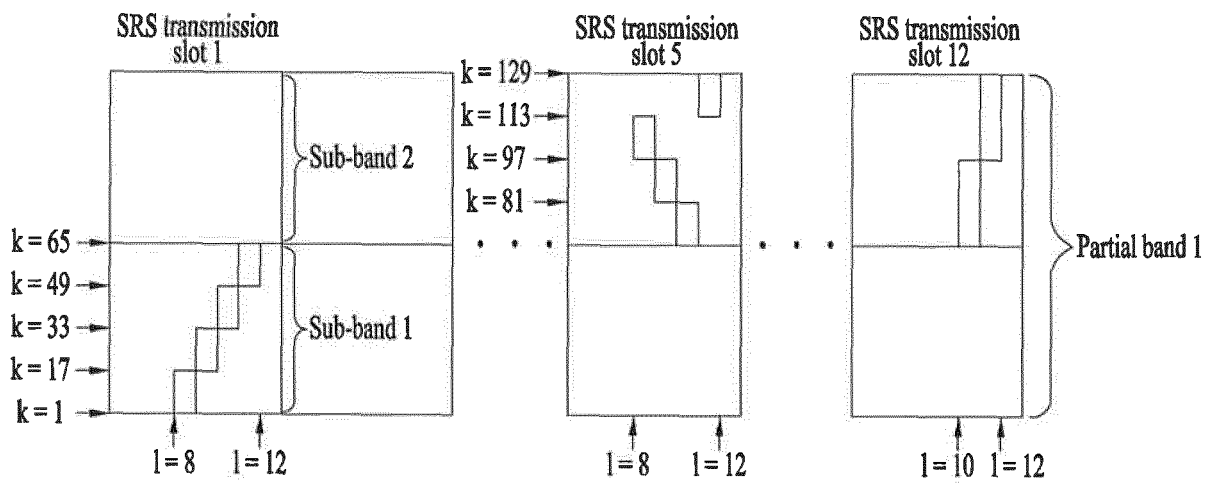 SRS transmission
slot 1
SRS transmission
slot 5
SRS transmission
slot 12
k = 129
k = 113
k = 97
k = 81
Sub-band 2
k = 65
k = 49
k = 33
k = 17
k = 1
Sub-band 1
. . .
. . .
Partial band 1
l = 8
l = 12
l = 8
l = 12
l = 10
l = 12